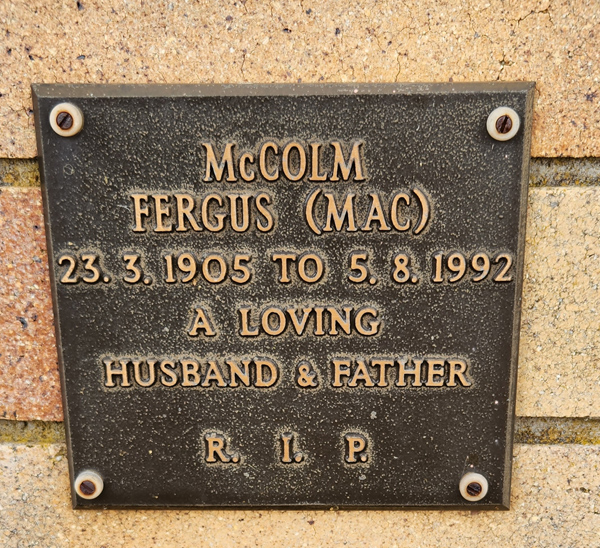 McCOLM
FERGUS (MAC)
23. 3. 1905 TO 5. 8. 1992
A LOVING
HUSBAND & FATHER
R. I. P.